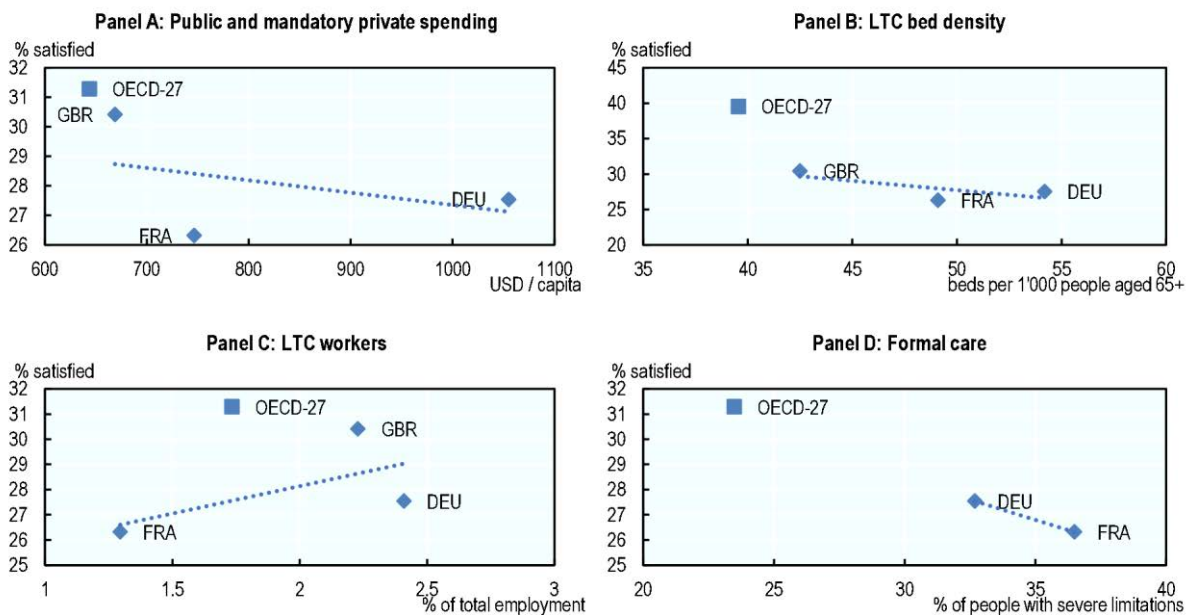 Panel A: Public and mandatory private spending
% satisfied
32
31
30
29
28
27
26
OECD-27
GBR
DEU
FRA
600
700
800
900
1000
1100
USD / capita
Panel B: LTC bed density
% satisfied
45
40
35
30
25
20
OECD-27
GBR
FRA
DEU
35
40
45
50
55
60
beds per 1'000 people aged 65+
Panel C: LTC workers
% satisfied
32
31
30
29
28
27
26
25
OECD-27
GBR
DEU
FRA
1
1.5
2
2.5
3
% of total employment
Panel D: Formal care
% satisfied
32
31
30
29
28
27
26
25
OECD-27
DEU
FRA
20
25
30
35
40
% of people with severe limitations